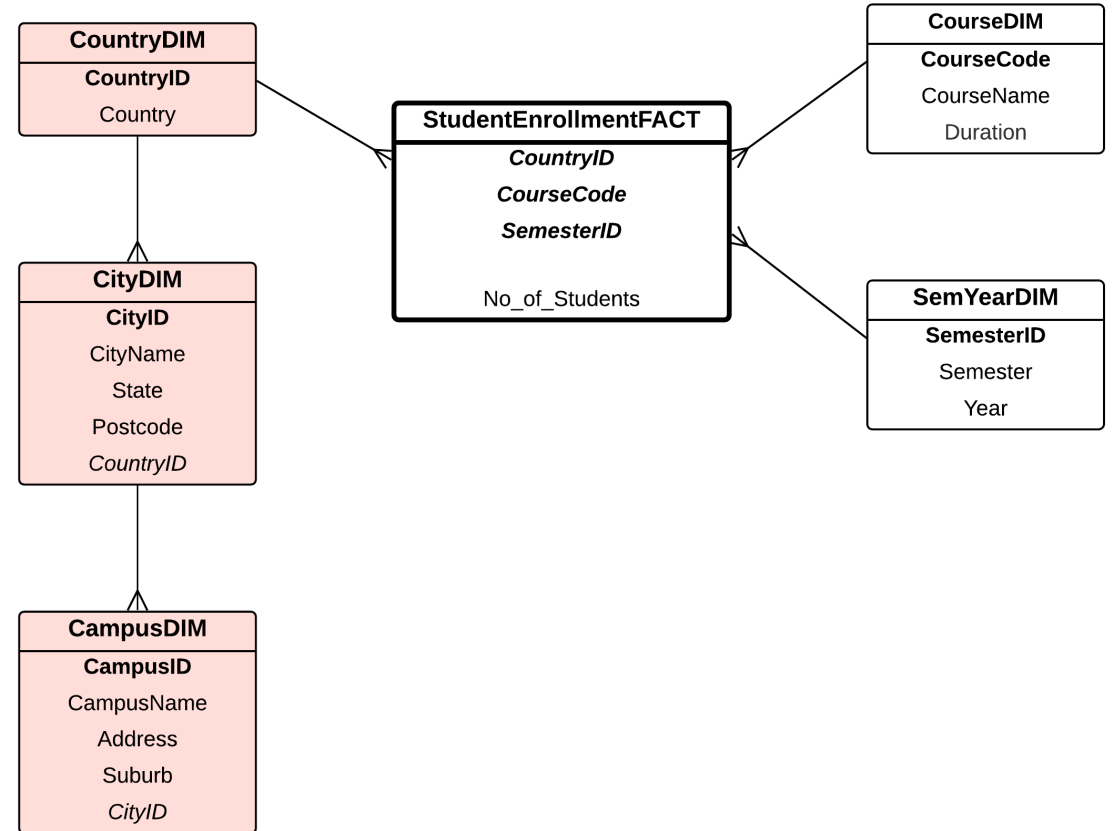 CountryDIM
CountryID
Country
CityDIM
CityID
CityName
State
Postcode
CountryID
CampusDIM
CampusID
CampusName
Address
Suburb
CityID
StudentEnrollmentFACT
CountryID
CourseCode
SemesterID
No_of_Students
CourseDIM
CourseCode
CourseName
Duration
SemYearDIM
SemesterID
Semester
Year